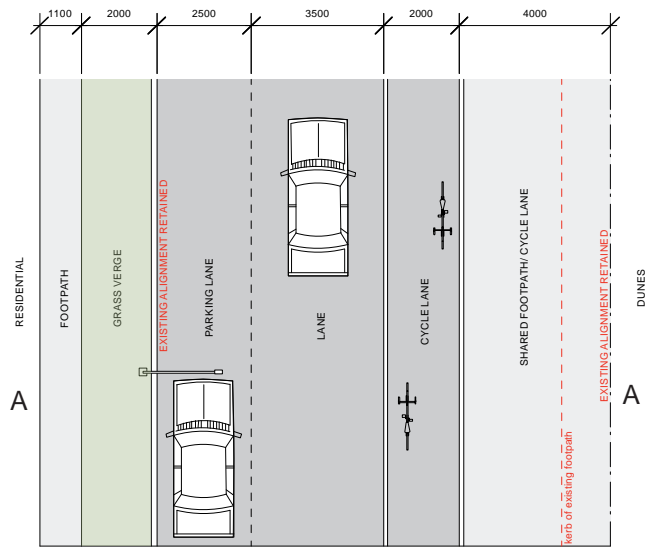 1100 2000 2500 3500 2000 4000
RESIDENTIAL
FOOTPATH
GRASS VERGE
EXISTING ALIGNMENT RETAINED
PARKING LANE
LANE
CYCLE LANE
SHARED FOOTPATH/ CYCLE LANE
kerb of existing footpath
EXISTING ALIGNMENT RETAINED
DUNES
A
A